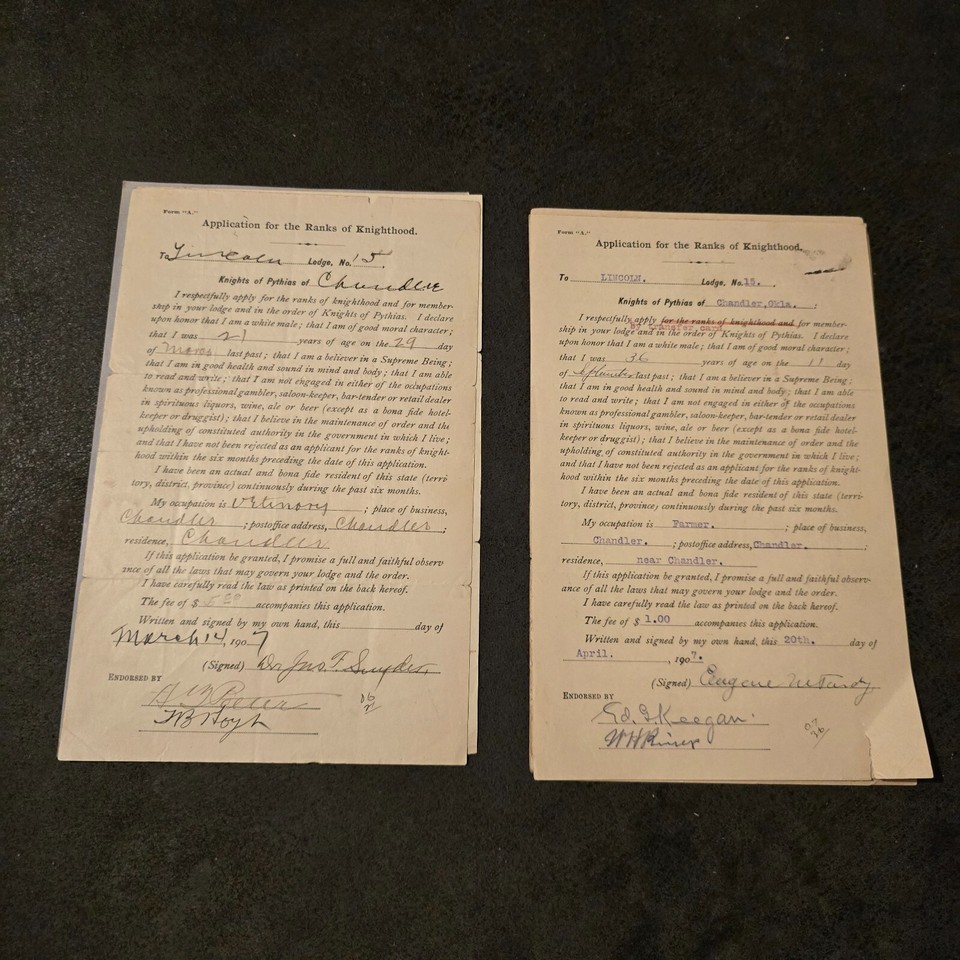 Form "A."
Application for the Ranks of Knighthood.
To Lincoln Lodge, No. 15.
Knights of Pythias of Chandler
I respectfully apply for the ranks of knighthood and for member-
ship in your lodge and in the order of Knights of Pythias. I declare
upon honor that I am a white male; that I am of good moral character;
that I was 21 years of age on the 29 day
of March last past; that I am a believer in a Supreme Being;
that I am in good health and sound in mind and body; that I am able
to read and write; that I am not engaged in either of the occupations
known as professional gambler, saloon-keeper, bar-tender or retail dealer
in spirituous liquors, wine, ale or beer (except as a bona fide hotel-
keeper or druggist); that I believe in the maintenance of order and the
upholding of constituted authority in the government in which I live;
and that I have not been rejected as an applicant for the ranks of knight-
hood within the six months preceding the date of this application.
I have been an actual and bona fide resident of this state (terri
tory, district, province) continuously during the past six months.
My occupation is Vetinory ; place of business,
Chandler ; postoffice address, Chandler ;
residence, Chandler
If this application be granted, I promise a full and faithful observ
ance of all the laws that may govern your lodge and the order.
I have carefully read the law as printed on the back hereof.
The fee of $ accompanies this application.
Written and signed by my own hand, this day of
March 14, 1907
(Signed) Dr Jno. F. Snyder
ENDORSED BY
Hoyt
Form "A."
Application for the Ranks of Knighthood.
To LINCOLN. Lodge, No. 15. .
Knights of Pythias of Chandler, Okla. ;
I respectfully apply for the ranks of knighthood and for member-
by transfer card
ship in your lodge and in the order of Knights of Pythias. I declare
upon honor that I am a white male; that I am of good moral character;
that I was 36 years of age on the 11 day
of September last past; that I am a believer in a Supreme Being;
that I am in good health and sound in mind and body; that I am able
to read and write; that I am not engaged in either of the occupations
known as professional gambler, saloon-keeper, bar-tender or retail dealer
in spirituous liquors, wine, ale or beer (except as a bona fide hotel-
keeper or druggist); that I believe in the maintenance of order and the
upholding of constituted authority in the government in which I live;
and that I have not been rejected as an applicant for the ranks of knight-
hood within the six months preceding the date of this application.
I have been an actual and bona fide resident of this state (terri-
tory, district, province) continuously during the past six months.
My occupation is Farmer. ; place of business,
Chandler. ; postoffice address, Chandler. ;
residence, near Chandler.
If this application be granted, I promise a full and faithful observ-
ance of all the laws that may govern your lodge and the order.
I have carefully read the law as printed on the back hereof.
The fee of $ 1.00 accompanies this application.
Written and signed by my own hand, this 20th. day of
April. , 1907.
(Signed) Eugene
ENDORSED BY
Ed. G. Keegan.